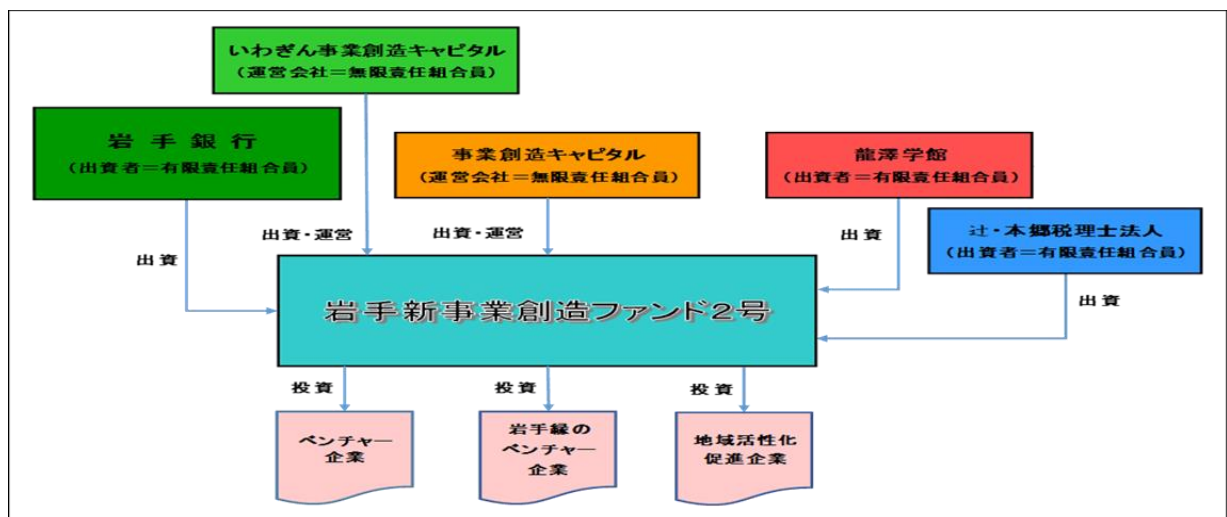 いわぎん事業創造キャピタル
(運営会社=無限責任組合員)
岩手銀行
(出資者=有限責任組合員)
事業創造キャピタル
(運営会社=無限責任組合員)
龍澤学館
(出資者=有限責任組合員)
辻・本郷税理士法人
(出資者=有限責任組合員)
出資
出資・運営
出資・運営
出資
出資
岩手新事業創造ファンド2号
投資
投資
投資
ベンチャー
企業
岩手縁の
ベンチャー
企業
地域活性化
促進企業